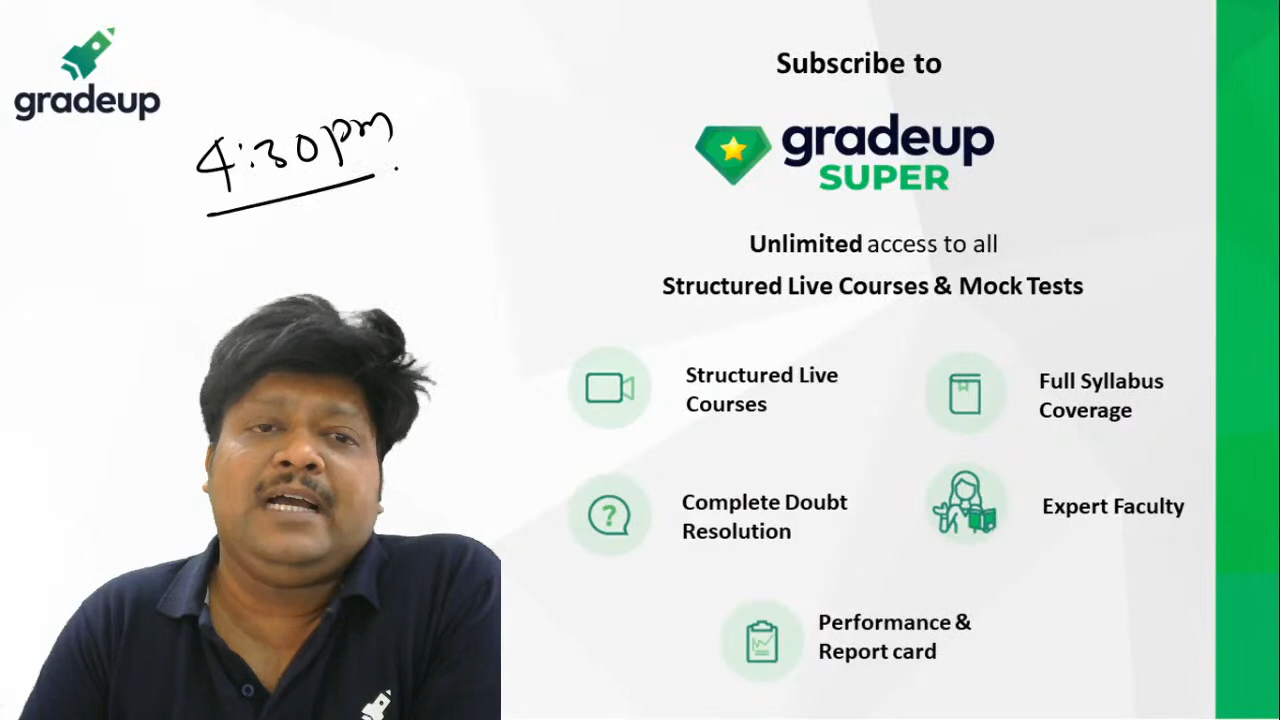 gradeup
4:30pm.
Subscribe to
gradeup
SUPER
Unlimited access to all
Structured Live Courses & Mock Tests
Structured Live
Courses
Full Syllabus
Coverage
Complete Doubt
Resolution
?
Expert Faculty
Performance &
Report card